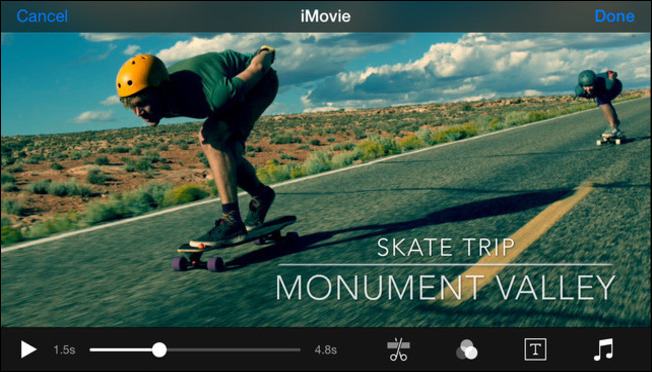 Cancel
iMovie
Done
SKATE TRIP
MONUMENT VALLEY
1.5s
4.8s
T